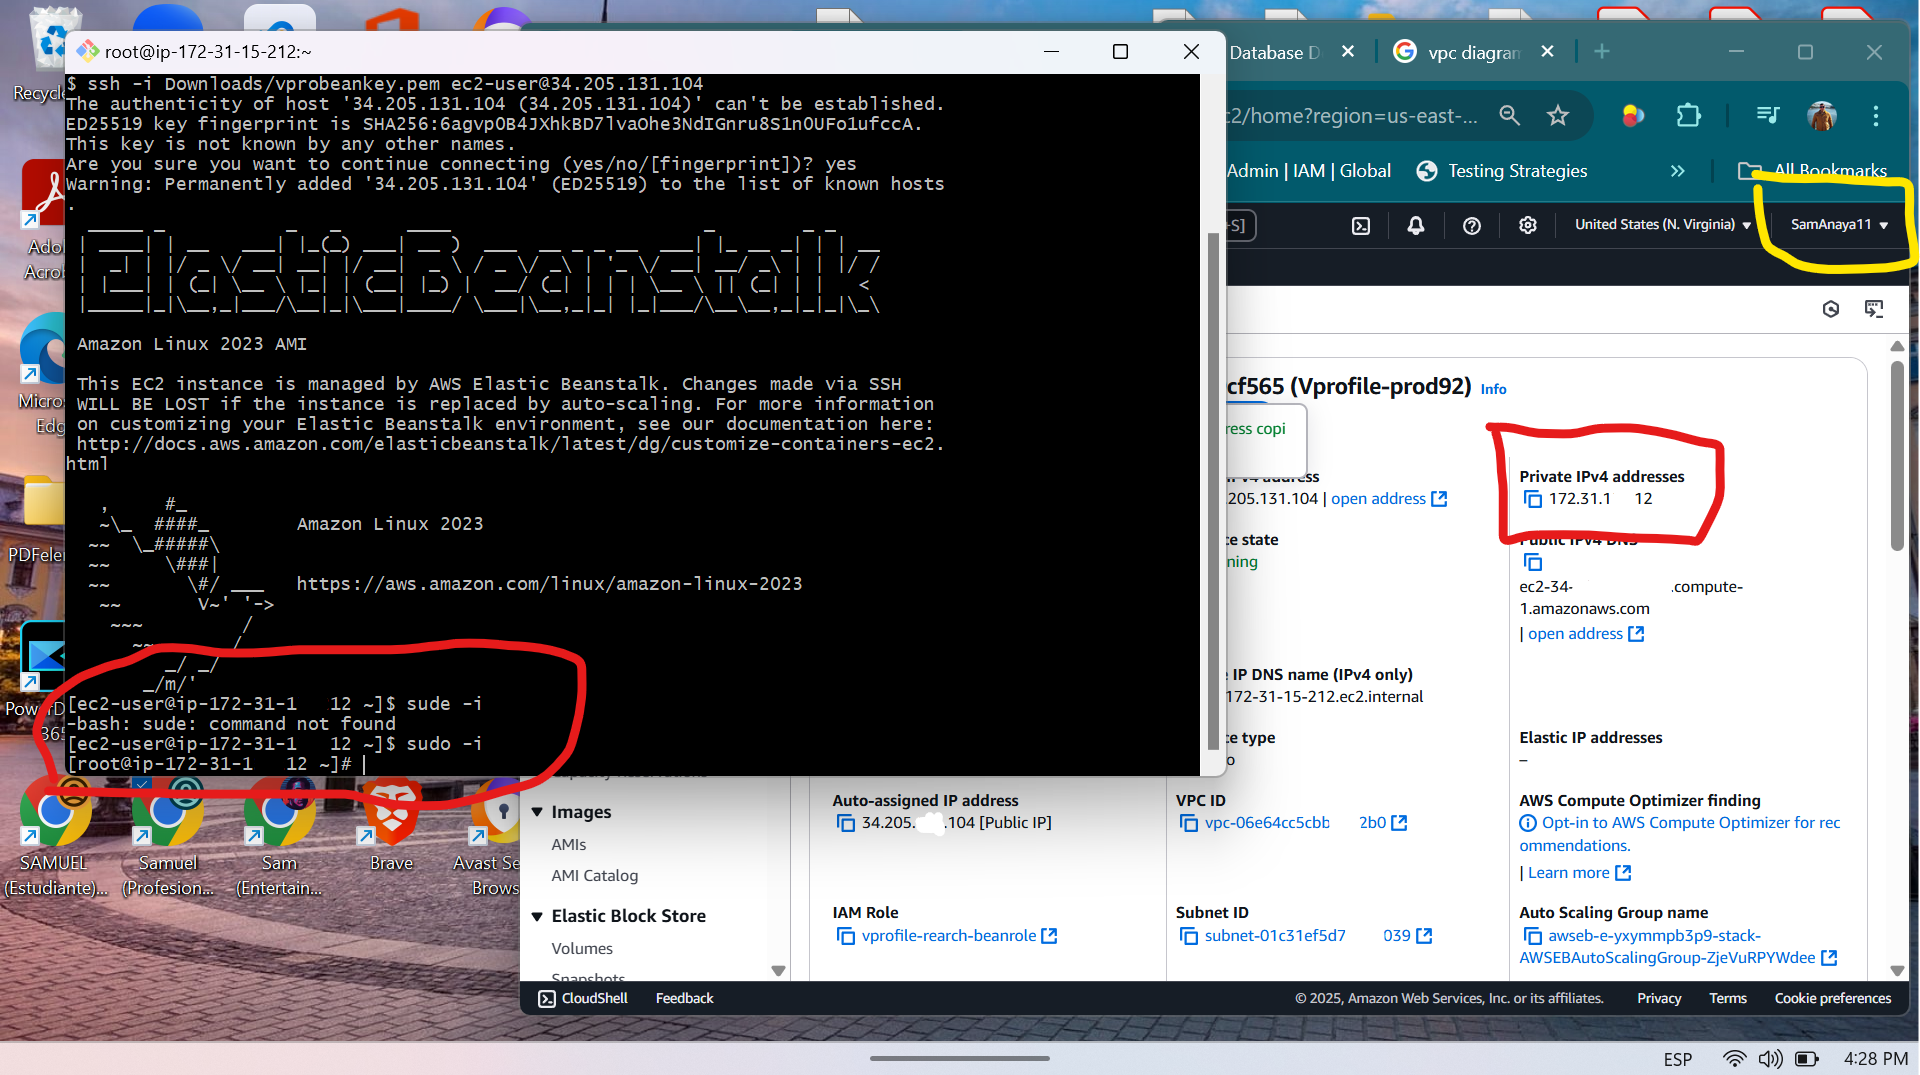 root@ip-172-31-15-212:~
$ ssh -i Downloads/vprobeankey.pem ec2-user@34.205.131.104
The authenticity of host '34.205.131.104 (34.205.131.104)' can't be established.
ED25519 key fingerprint is SHA256:6agvpOB4JXhkBD7lvaOhe3NdIGnru8S1n0UFo1ufccA.
This key is not known by any other names.
Are you sure you want to continue connecting (yes/no/[fingerprint])? yes
Warning: Permanently added '34.205.131.104' (ED25519) to the list of known hosts
.
ElasticBeanstalk
Amazon Linux 2023 AMI
This EC2 instance is managed by AWS Elastic Beanstalk. Changes made via SSH
WILL BE LOST if the instance is replaced by auto-scaling. For more information
on customizing your Elastic Beanstalk environment, see our documentation here:
http://docs.aws.amazon.com/elasticbeanstalk/latest/dg/customize-containers-ec2.
html
Amazon Linux 2023
https://aws.amazon.com/linux/amazon-linux-2023
[ec2-user@ip-172-31-1 12 ~]$ sude -i
-bash: sude: command not found
[ec2-user@ip-172-31-1 12 ~]$ sudo -i
[root@ip-172-31-1 12 ~]#
Database D
vpc diagram
c2/home?region=us-east-...
Admin | IAM | Global
Testing Strategies
All Bookmarks
S]
United States (N. Virginia)
SamAnaya11
cf565 (Vprofile-prod92) Info
ress copi
205.131.104 | open address
Private IPv4 addresses
172.31.1 12
Public IPv4 DNS
ec2-34- .compute-
1.amazonaws.com
| open address
te state
ning
IP DNS name (IPv4 only)
172-31-15-212.ec2.internal
te type
o
Elastic IP addresses
–
Auto-assigned IP address
34.205. .104 [Public IP]
VPC ID
vpc-06e64cc5cbb 2b0
AWS Compute Optimizer finding
Opt-in to AWS Compute Optimizer for rec
ommendations.
| Learn more
IAM Role
vprofile-rearch-beanrole
Subnet ID
subnet-01c31ef5d7 039
Auto Scaling Group name
awseb-e-yxymmpb3p9-stack-
AWSEBAutoScalingGroup-ZjeVuRPYWdee
Images
AMIs
AMI Catalog
Elastic Block Store
Volumes
Snapshots
CloudShell
Feedback
© 2025, Amazon Web Services, Inc. or its affiliates.
Privacy
Terms
Cookie preferences
Recycle
Ado
Acro
Micro
Edg
PDFeler
PowerD
365
SAMUEL
(Estudiante)...
Samuel
(Profesion...
Sam
(Entertain...
Brave
Avast Se
Brows
ESP
4:28 PM